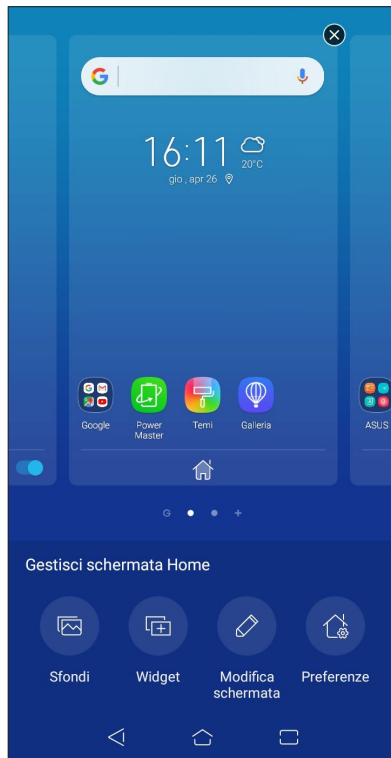 16:11
20°C
gio , apr 26
Google
Power
Master
Temi
Galleria
ASUS
G
Gestisci schermata Home
Sfondi
Widget
Modifica
schermata
Preferenze